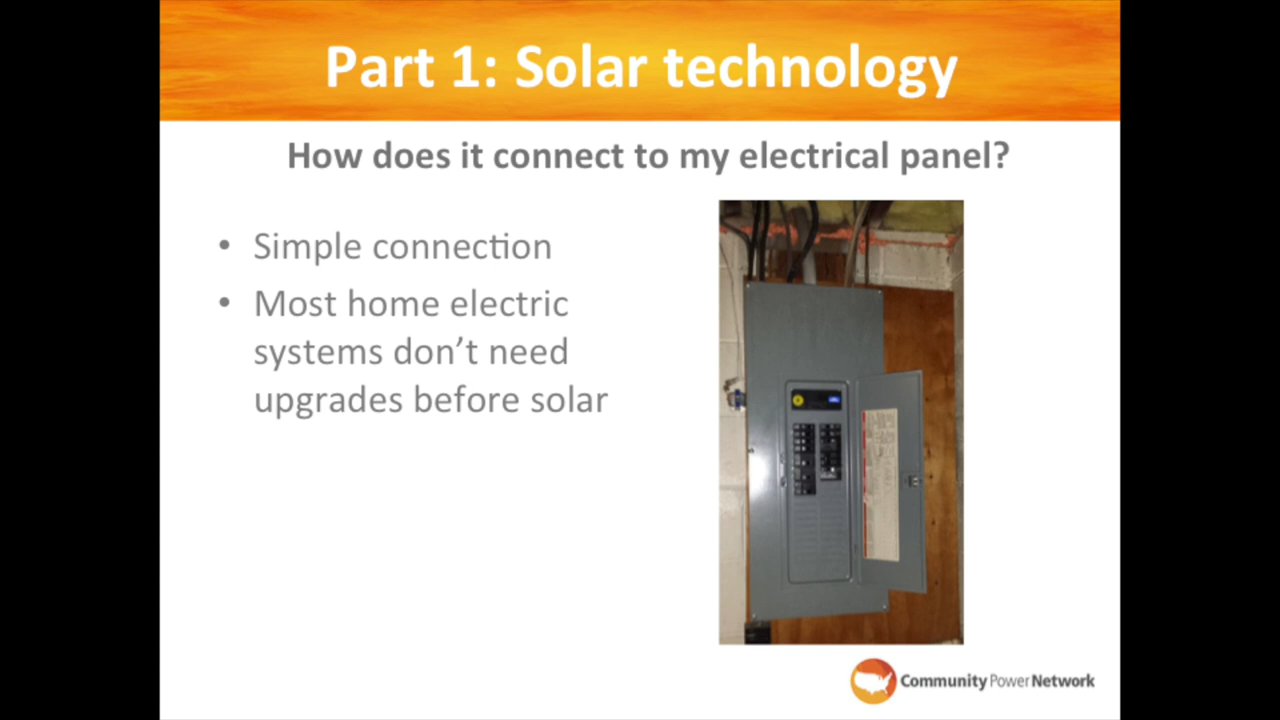 Part 1: Solar technology
How does it connect to my electrical panel?
• Simple connection
• Most home electric
systems don’t need
upgrades before solar
Community Power Network